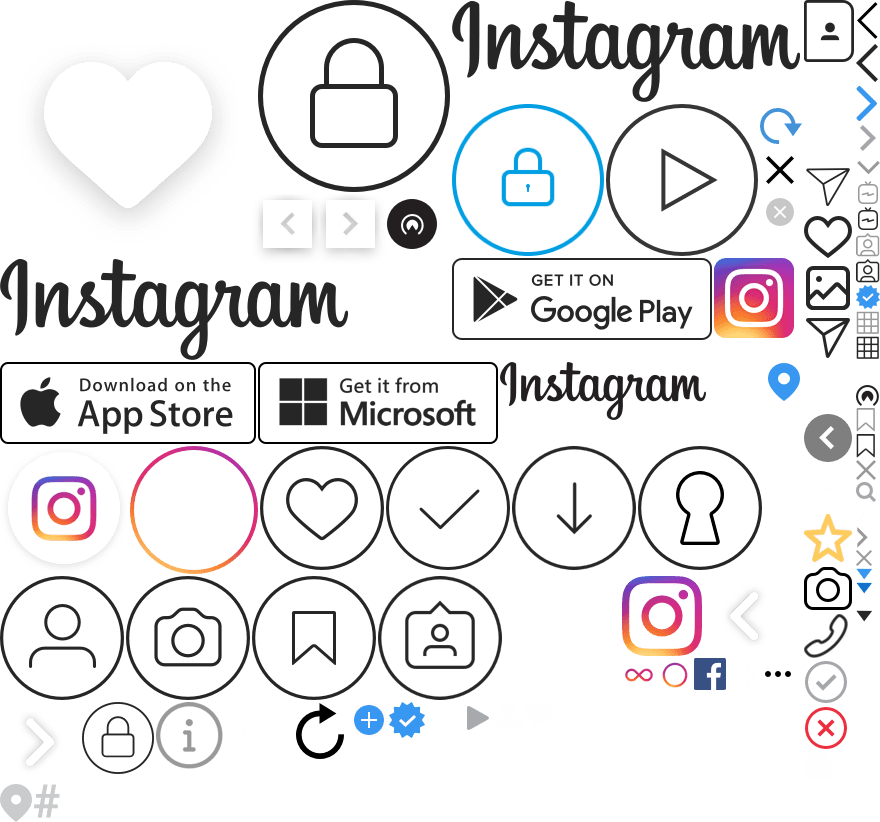 Instagram
GET IT ON
Google Play
Instagram
Download on the
App Store
Get it from
Microsoft
Instagram
f
i
#